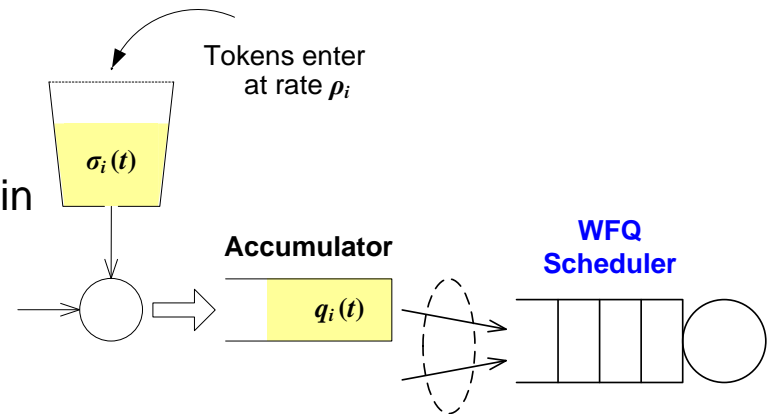 Tokens enter
at rate ρi
σi(t)
in
Accumulator
WFQ
Scheduler
qi(t)